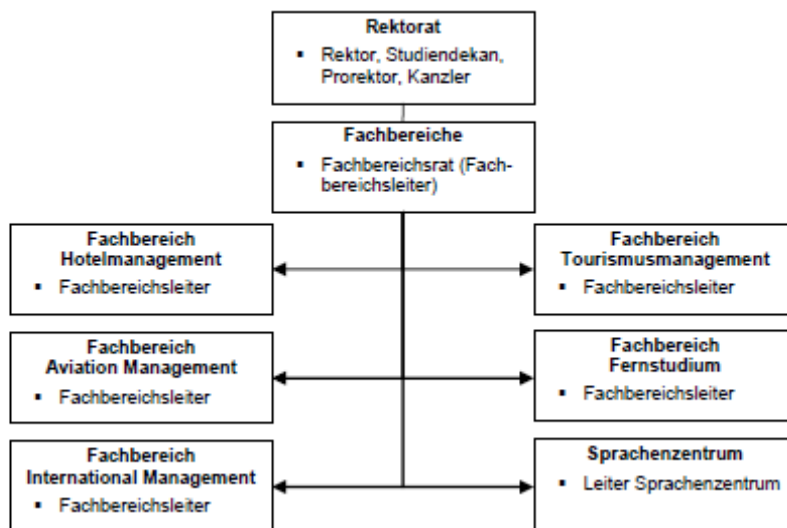 Rektorat
▪ Rektor, Studiendekan,
Prorektor, Kanzler
Fachbereiche
▪ Fachbereichsrat (Fach-
bereichsleiter)
Fachbereich
Hotelmanagement
▪ Fachbereichsleiter
Fachbereich
Tourismusmanagement
▪ Fachbereichsleiter
Fachbereich
Aviation Management
▪ Fachbereichsleiter
Fachbereich
Fernstudium
▪ Fachbereichsleiter
Fachbereich
International Management
▪ Fachbereichsleiter
Sprachenzentrum
▪ Leiter Sprachenzentrum